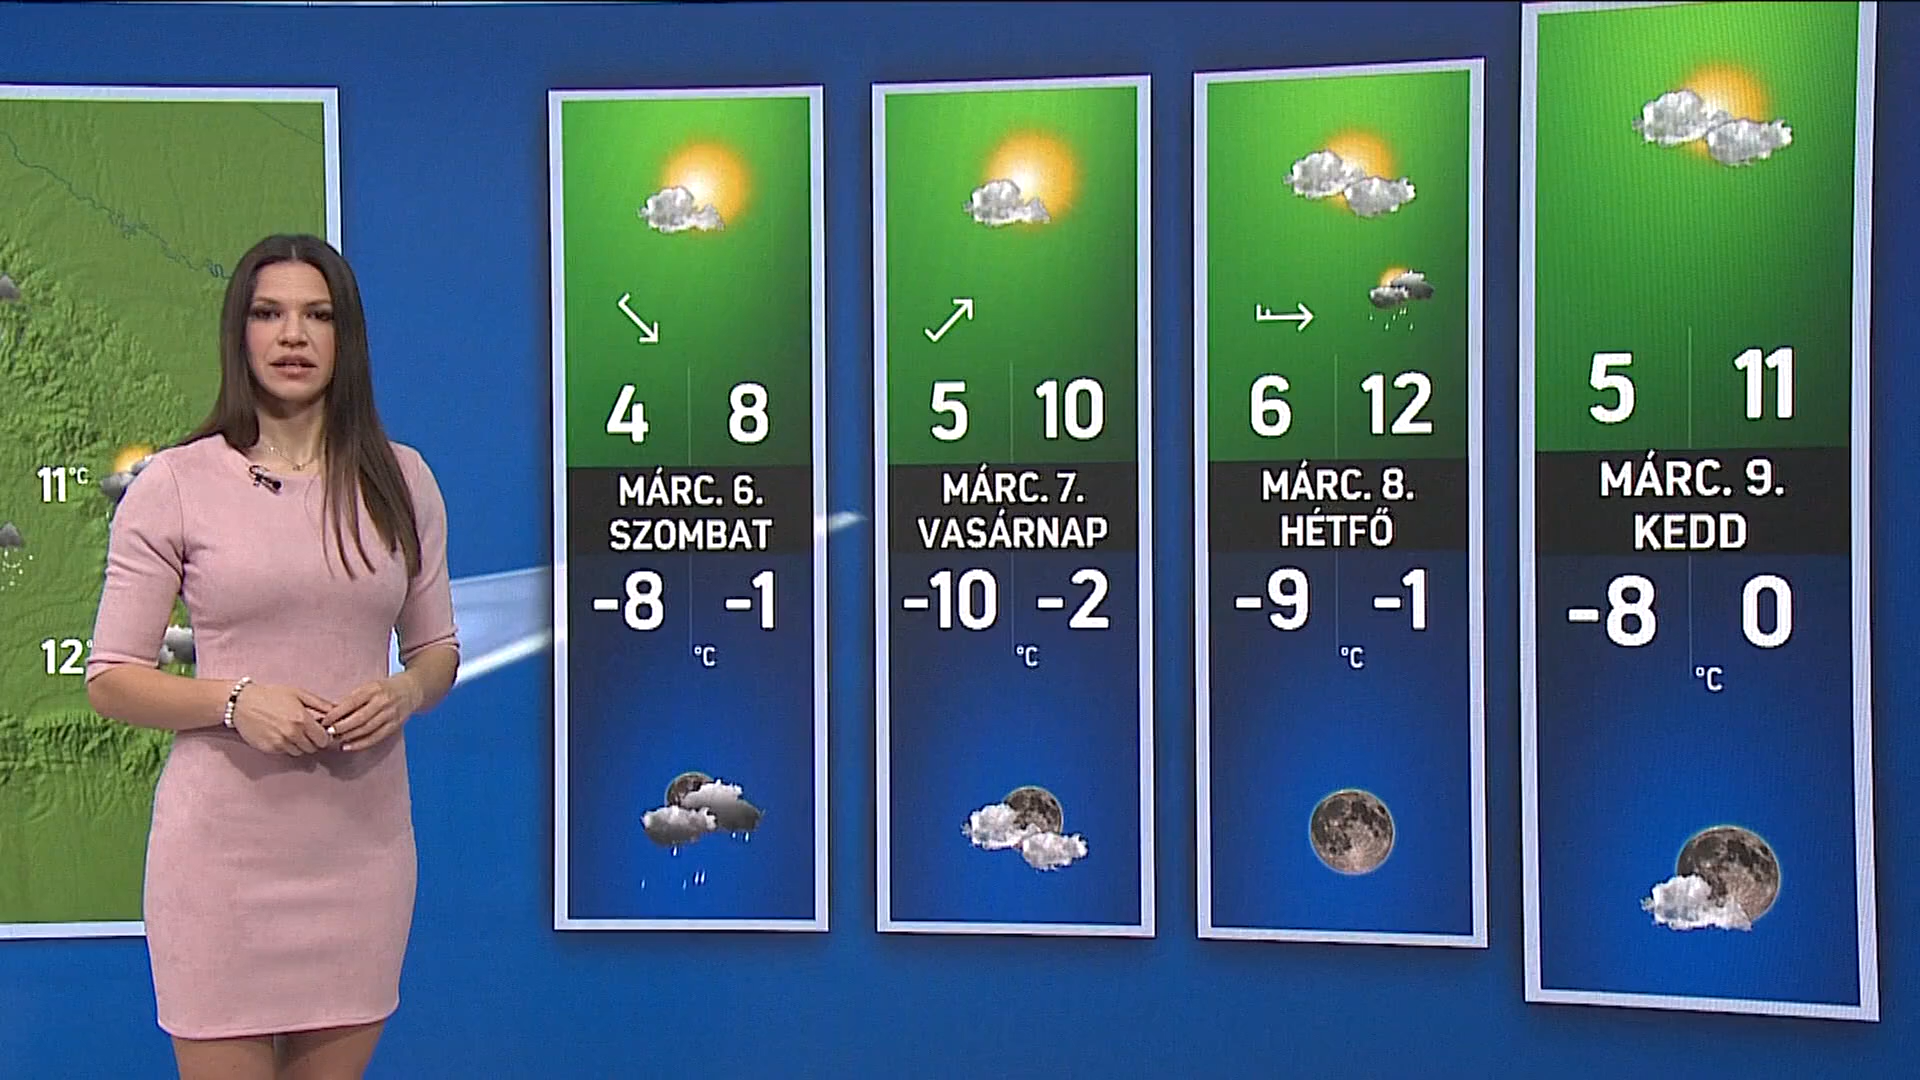 11°C
12°
4 8
MÁRC. 6.
SZOMBAT
-8 -1
°C
5 10
MÁRC. 7.
VASÁRNAP
-10 -2
°C
6 12
MÁRC. 8.
HÉTFŐ
-9 -1
°C
5 11
MÁRC. 9.
KEDD
-8 0
°C